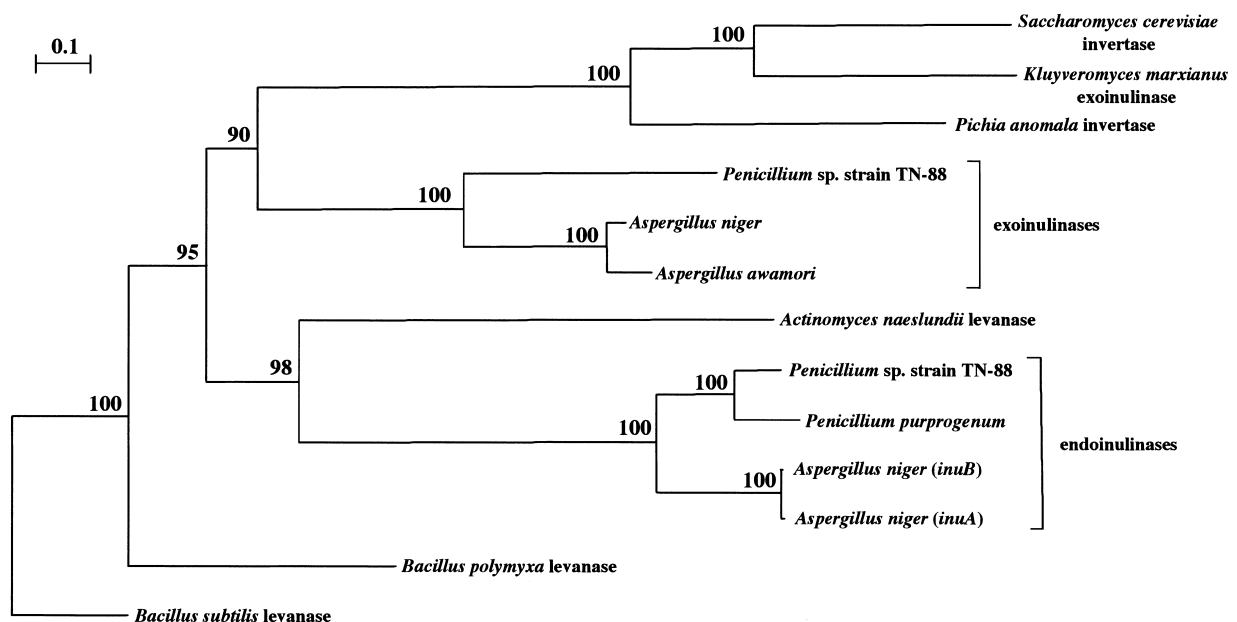 0.1
100
Saccharomyces cerevisiae
invertase
100
Kluyveromyces marxianus
exoinulinase
Pichia anomala invertase
90
Penicillium sp. strain TN-88
100
Aspergillus niger
100
exoinulinases
Aspergillus awamori
95
Actinomyces naeslundii levanase
98
Penicillium sp. strain TN-88
100
100
Penicillium purprogenum
100
endoinulinases
Aspergillus niger (inuB)
100
Aspergillus niger (inuA)
Bacillus polymyxa levanase
Bacillus subtilis levanase